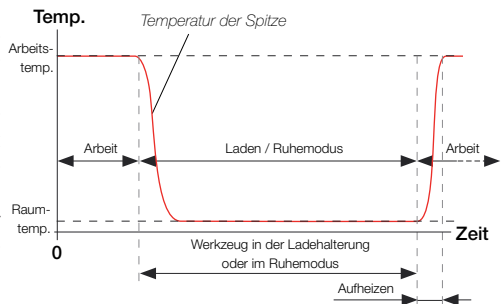 Temp.
Temperatur der Spitze
Arbeits-
temp.
Arbeit
Laden / Ruhemodus
Arbeit
Raum-
temp.
0
Zeit
Werkzeug in der Ladehalterung
oder im Ruhemodus
Aufheizen